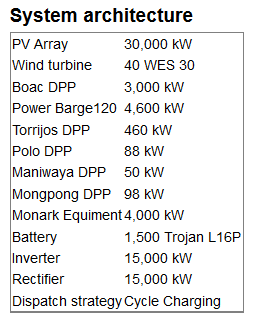 System architecture
PV Array 30,000 kW
Wind turbine 40 WES 30
Boac DPP 3,000 kW
Power Barge120 4,600 kW
Torrijos DPP 460 kW
Polo DPP 88 kW
Maniwaya DPP 50 kW
Mongpong DPP 98 kW
Monark Equiment 4,000 kW
Battery 1,500 Trojan L16P
Inverter 15,000 kW
Rectifier 15,000 kW
Dispatch strategy Cycle Charging